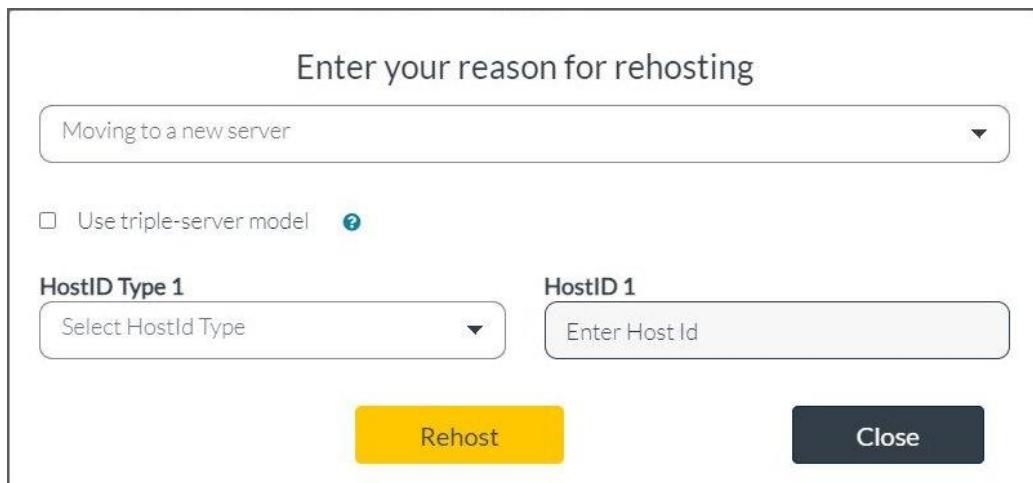 Enter your reason for rehosting
Moving to a new server
Use triple-server model ?
HostID Type 1 HostID 1
Select HostId Type Enter Host Id
Rehost Close